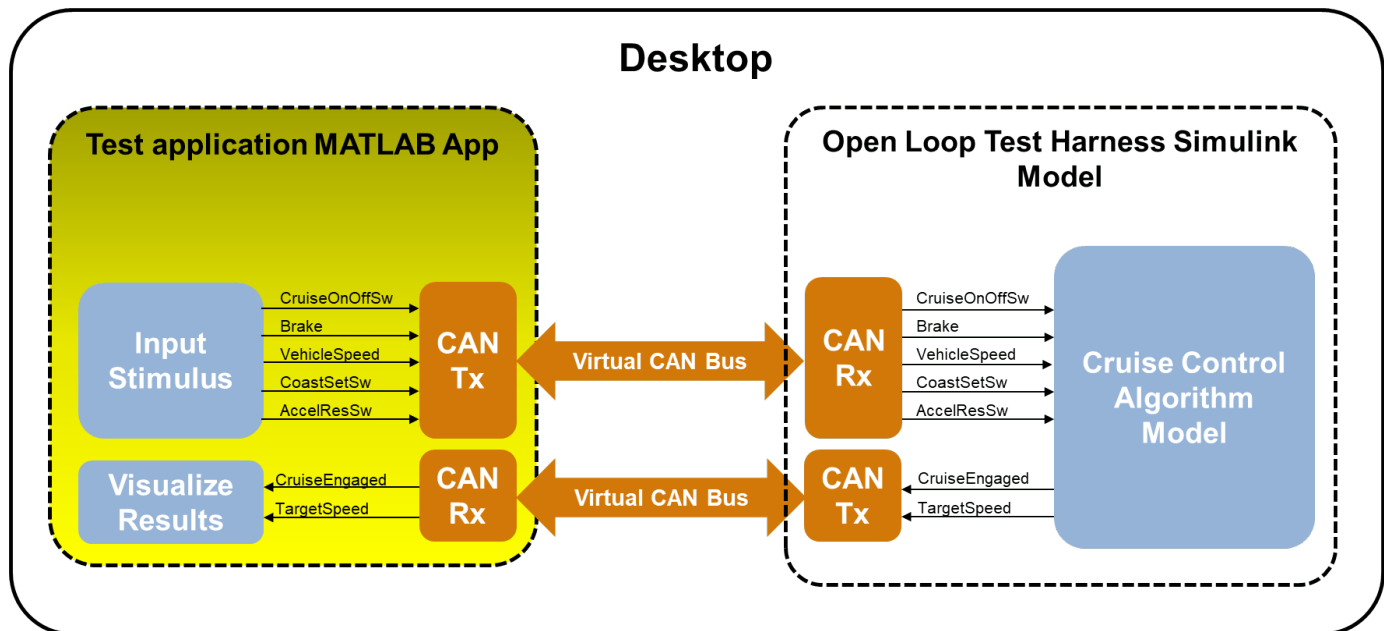 Desktop
Test application MATLAB App
Input
Stimulus
CruiseOnOffSw
Brake
VehicleSpeed
CoastSetSw
AccelResSw
CAN
Tx
Visualize
Results
CruiseEngaged
TargetSpeed
CAN
Rx
Virtual CAN Bus
Virtual CAN Bus
Open Loop Test Harness Simulink
Model
CAN
Rx
CruiseOnOffSw
Brake
VehicleSpeed
CoastSetSw
AccelResSw
CAN
Tx
CruiseEngaged
TargetSpeed
Cruise Control
Algorithm
Model